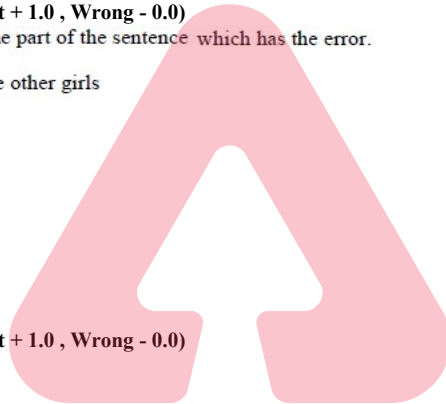 t + 1.0 , Wrong - 0.0)
e part of the sentence which has the error.
e other girls
t + 1.0 , Wrong - 0.0)